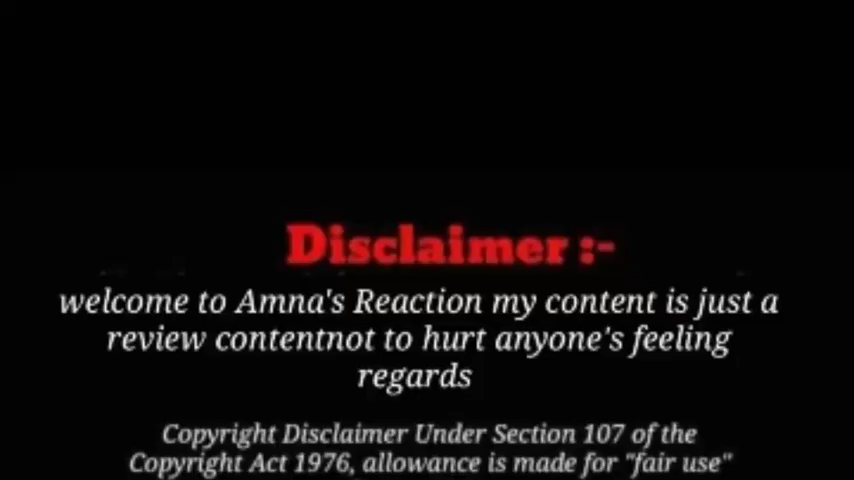 Disclaimer :-
welcome to Amna's Reaction my content is just a
review contentnot to hurt anyone's feeling
regards
Copyright Disclaimer Under Section 107 of the
Copyright Act 1976, allowance is made for "fair use"